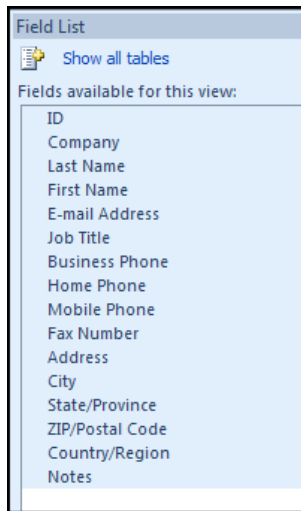 Field List
Show all tables
Fields available for this view:
ID
Company
Last Name
First Name
E-mail Address
Job Title
Business Phone
Home Phone
Mobile Phone
Fax Number
Address
City
State/Province
ZIP/Postal Code
Country/Region
Notes